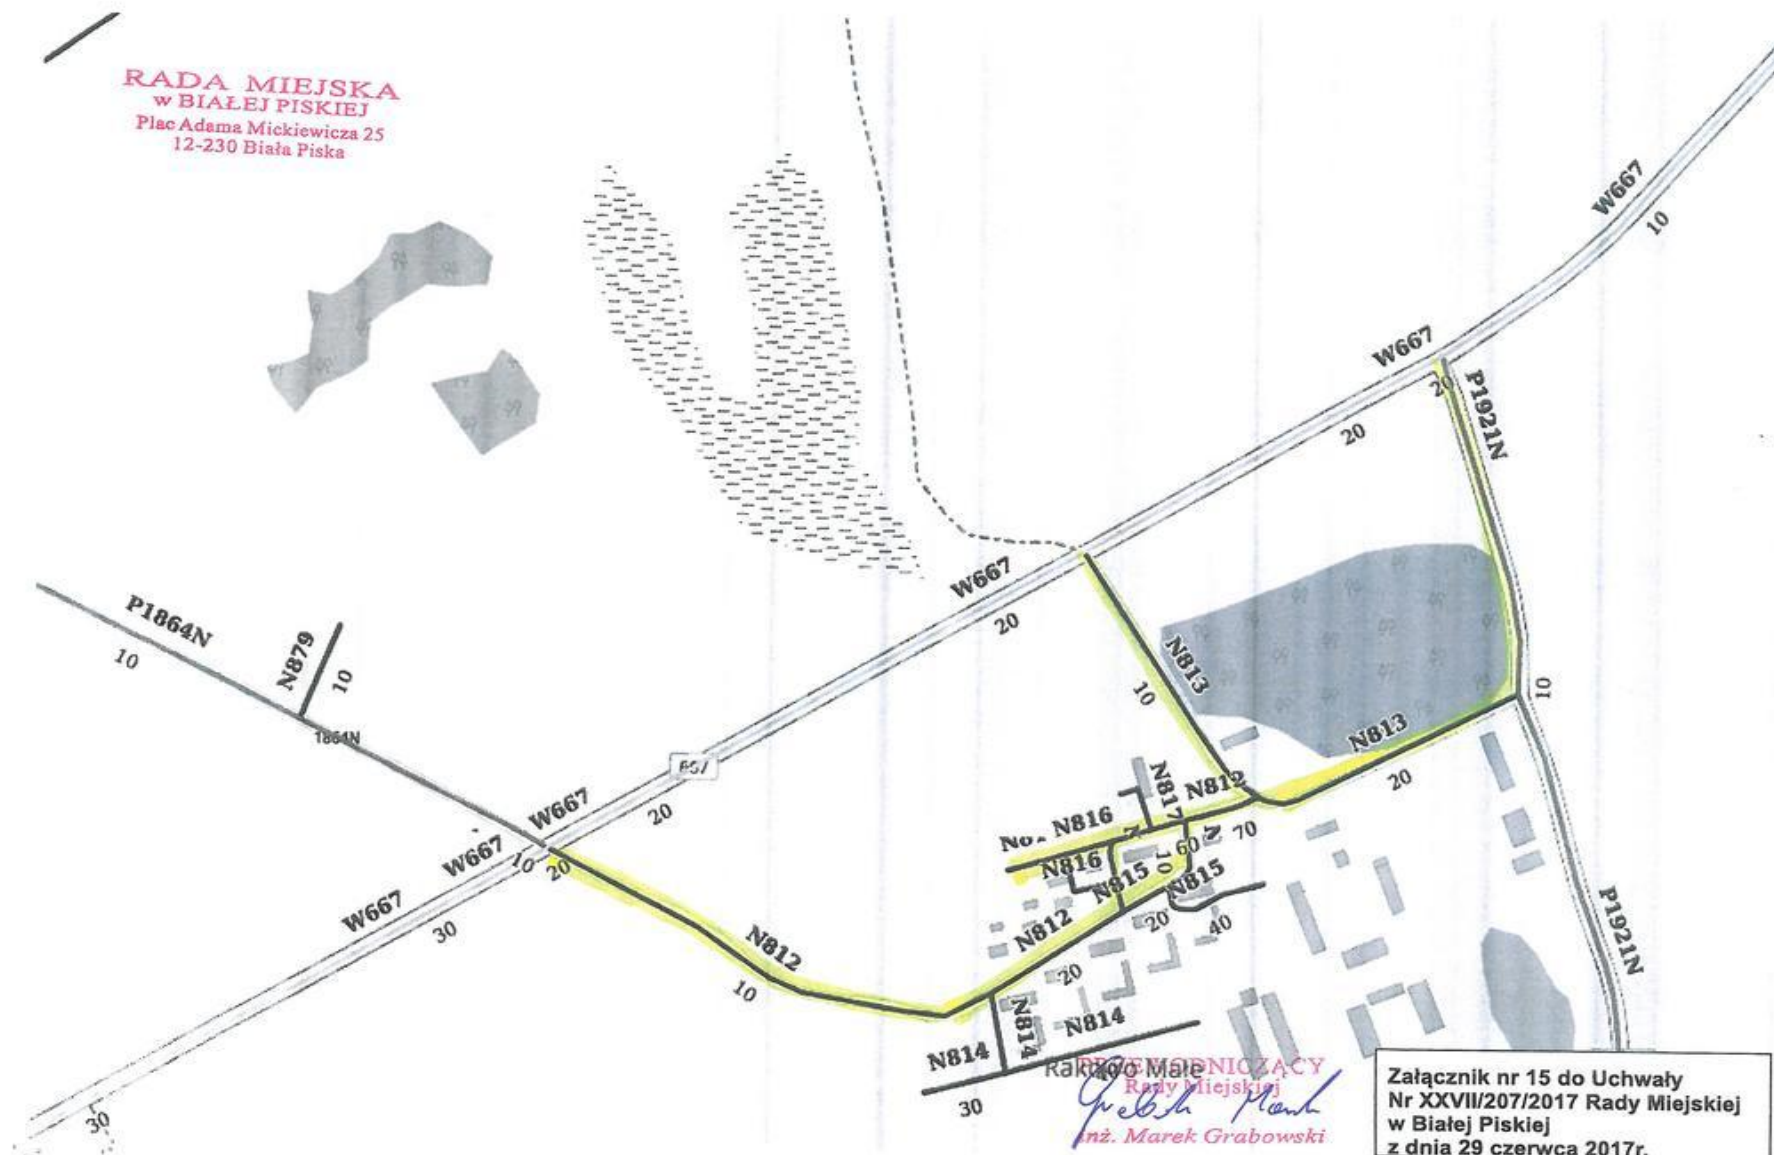 RADA MIEJSKA
w BIAŁEJ PISKIEJ
Plac Adama Mickiewicza 25
12-230 Biała Piska
W667
10
W667
20
P1921N
20
W667
20
P1864N
10
N879
10
1864N
N813
10
10
N813
20
667
W667
20
W667
10
20
N817
N812
N816
70
60
N816
10
N815
N815
W667
30
N812
20
40
P1921N
N812
10
20
N814
N814
N814
30
30
Rakowo Małe
PRZEWODNICZĄCY
Rady Miejskiej
inż. Marek Grabowski
Załącznik nr 15 do Uchwały
Nr XXVII/207/2017 Rady Miejskiej
w Białej Piskiej
z dnia 29 czerwca 2017r.